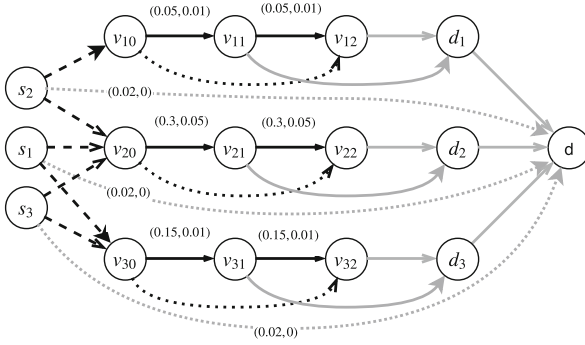 (0.05, 0.01) (0.05, 0.01)
v10 v11 v12 d1
s2
(0.02, 0)
(0.3, 0.05) (0.3, 0.05)
s1 v20 v21 v22 d2 d
(0.02, 0)
s3
(0.15, 0.01) (0.15, 0.01)
v30 v31 v32 d3
(0.02, 0)